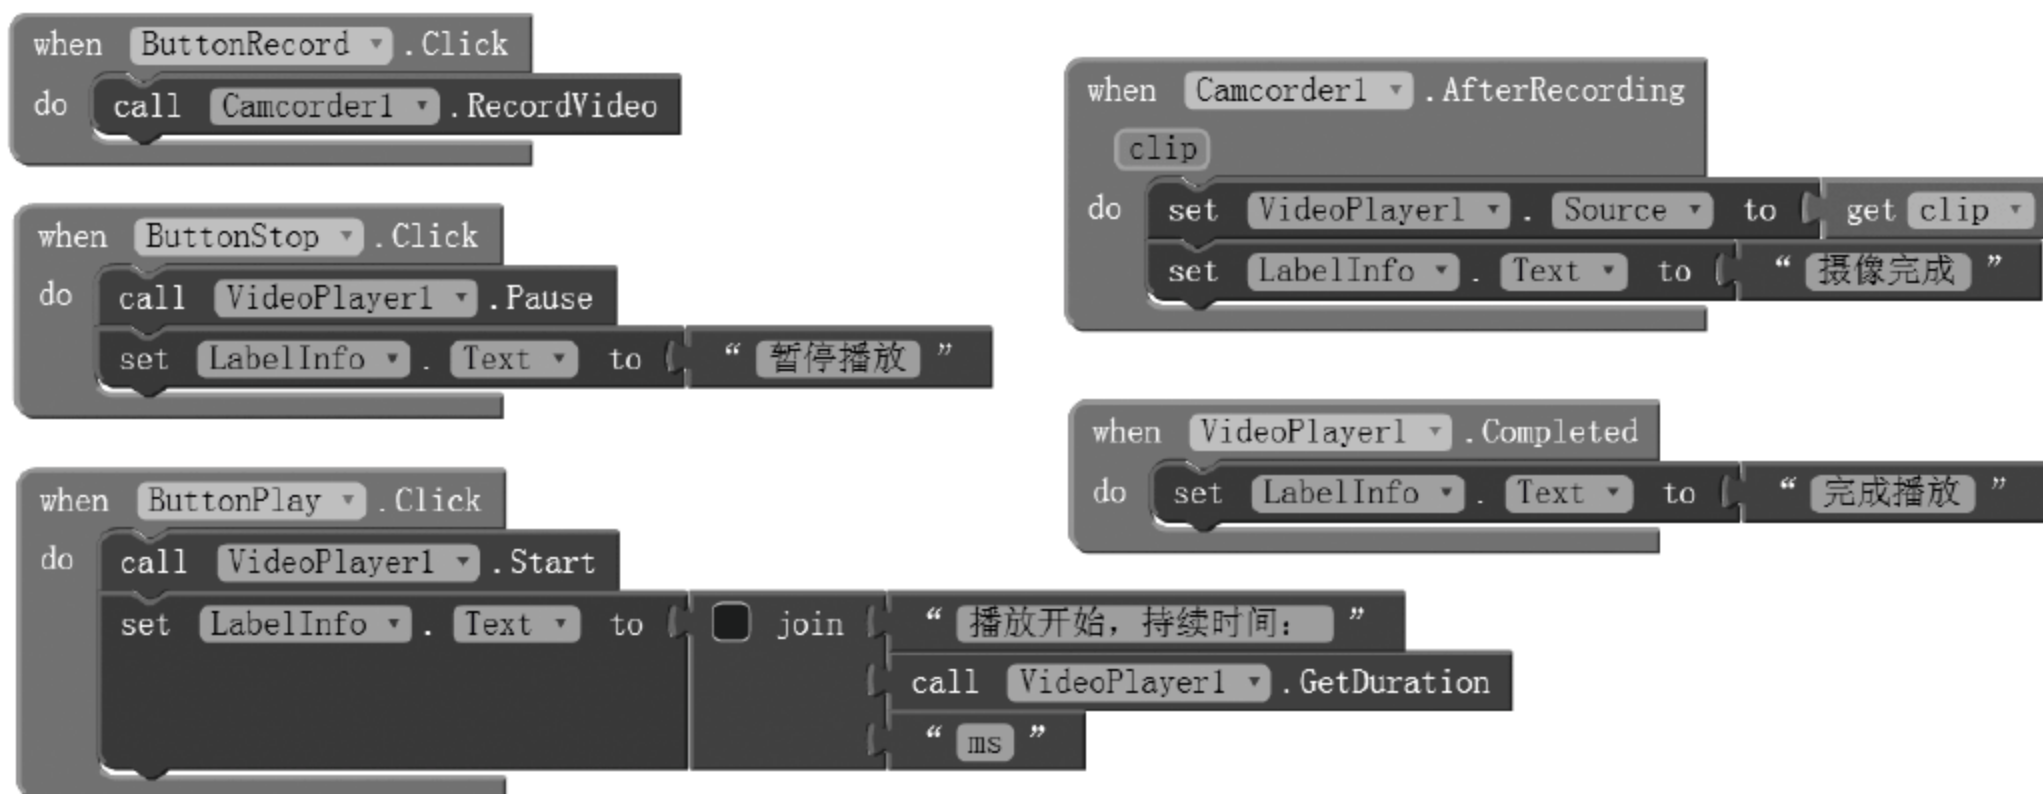 when ButtonRecord .Click
do call Camcorder1 .RecordVideo
when ButtonStop .Click
do call VideoPlayer1 .Pause
set LabelInfo . Text to “ 暂停播放 ”
when ButtonPlay .Click
do call VideoPlayer1 .Start
set LabelInfo . Text to join “ 播放开始，持续时间： ”
call VideoPlayer1 .GetDuration
“ ms ”
when Camcorder1 .AfterRecording
clip
do set VideoPlayer1 . Source to get clip
set LabelInfo . Text to “ 摄像完成 ”
when VideoPlayer1 .Completed
do set LabelInfo . Text to “ 完成播放 ”